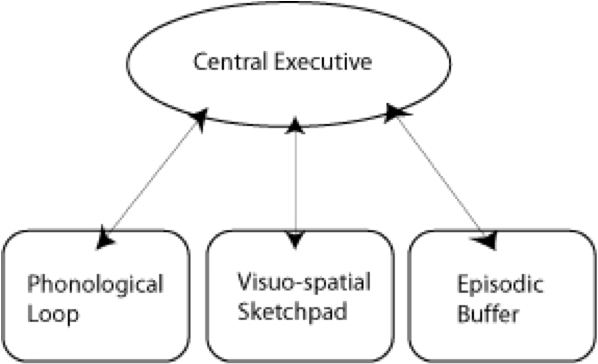 Central Executive
Phonological
Loop
Visuo-spatial
Sketchpad
Episodic
Buffer